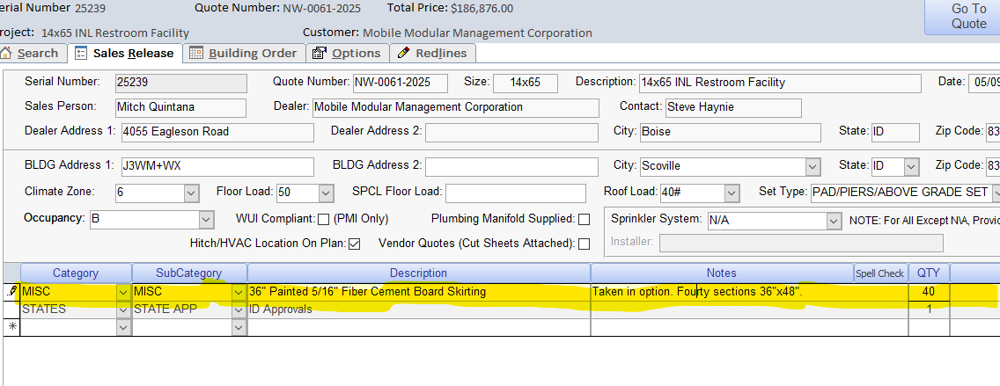 erial Number 25239 Quote Number: NW-0061-2025 Total Price: $186,876.00 Go To Quote
roject: 14x65 INL Restroom Facility Customer: Mobile Modular Management Corporation
Search Sales Release Building Order Options Redlines
Serial Number: 25239 Quote Number: NW-0061-2025 Size: 14x65 Description: 14x65 INL Restroom Facility Date: 05/09
Sales Person: Mitch Quintana Dealer: Mobile Modular Management Corporation Contact: Steve Haynie
Dealer Address 1: 4055 Eagleson Road Dealer Address 2: City: Boise State: ID Zip Code: 83
BLDG Address 1: J3WM+WX BLDG Address 2: City: Scoville State: ID Zip Code: 83
Climate Zone: 6 Floor Load: 50 SPCL Floor Load: Roof Load: 40# Set Type: PAD/PIERS/ABOVE GRADE SET
Occupancy: B WUI Compliant: (PMI Only) Plumbing Manifold Supplied: Sprinkler System: N/A NOTE: For All Except N\A, Provic
Hitch/HVAC Location On Plan: Vendor Quotes (Cut Sheets Attached): Installer:
Category SubCategory Description Notes Spell Check QTY
MISC MISC 36" Painted 5/16" Fiber Cement Board Skirting Taken in option. Fourty sections 36"x48". 40
STATES STATE APP ID Approvals 1